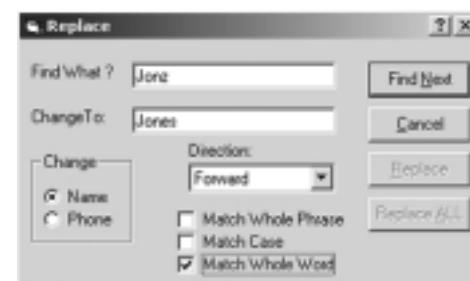 Replace
Find What ? Jone Find Next
ChangeTo: Jones Cancel
Change Direction:
Forward Replace
Name
Phone Match Whole Phrase Replace ALL
Match Case
Match Whole Word